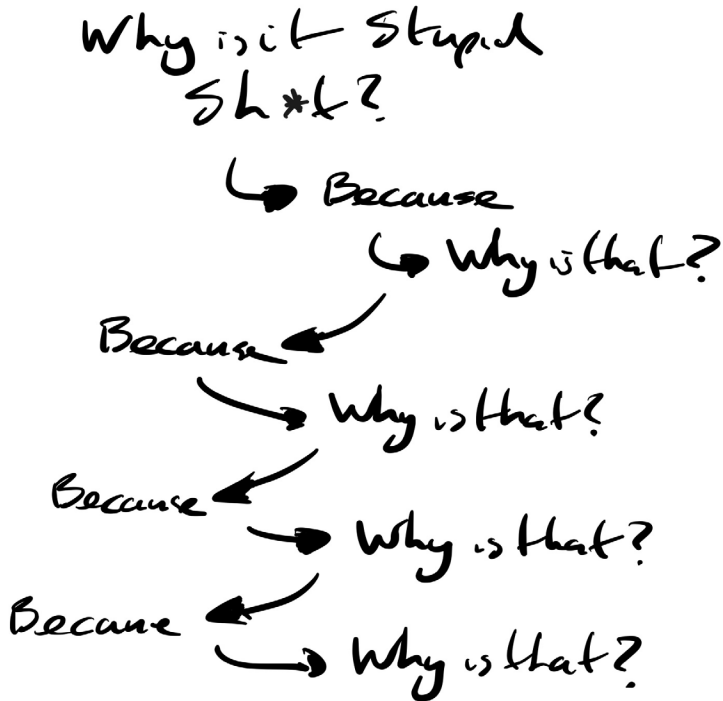 Why is it Stupid
Sh*t?
Because
Why is that?
Because
Why is that?
Because
Why is that?
Because
Why is that?